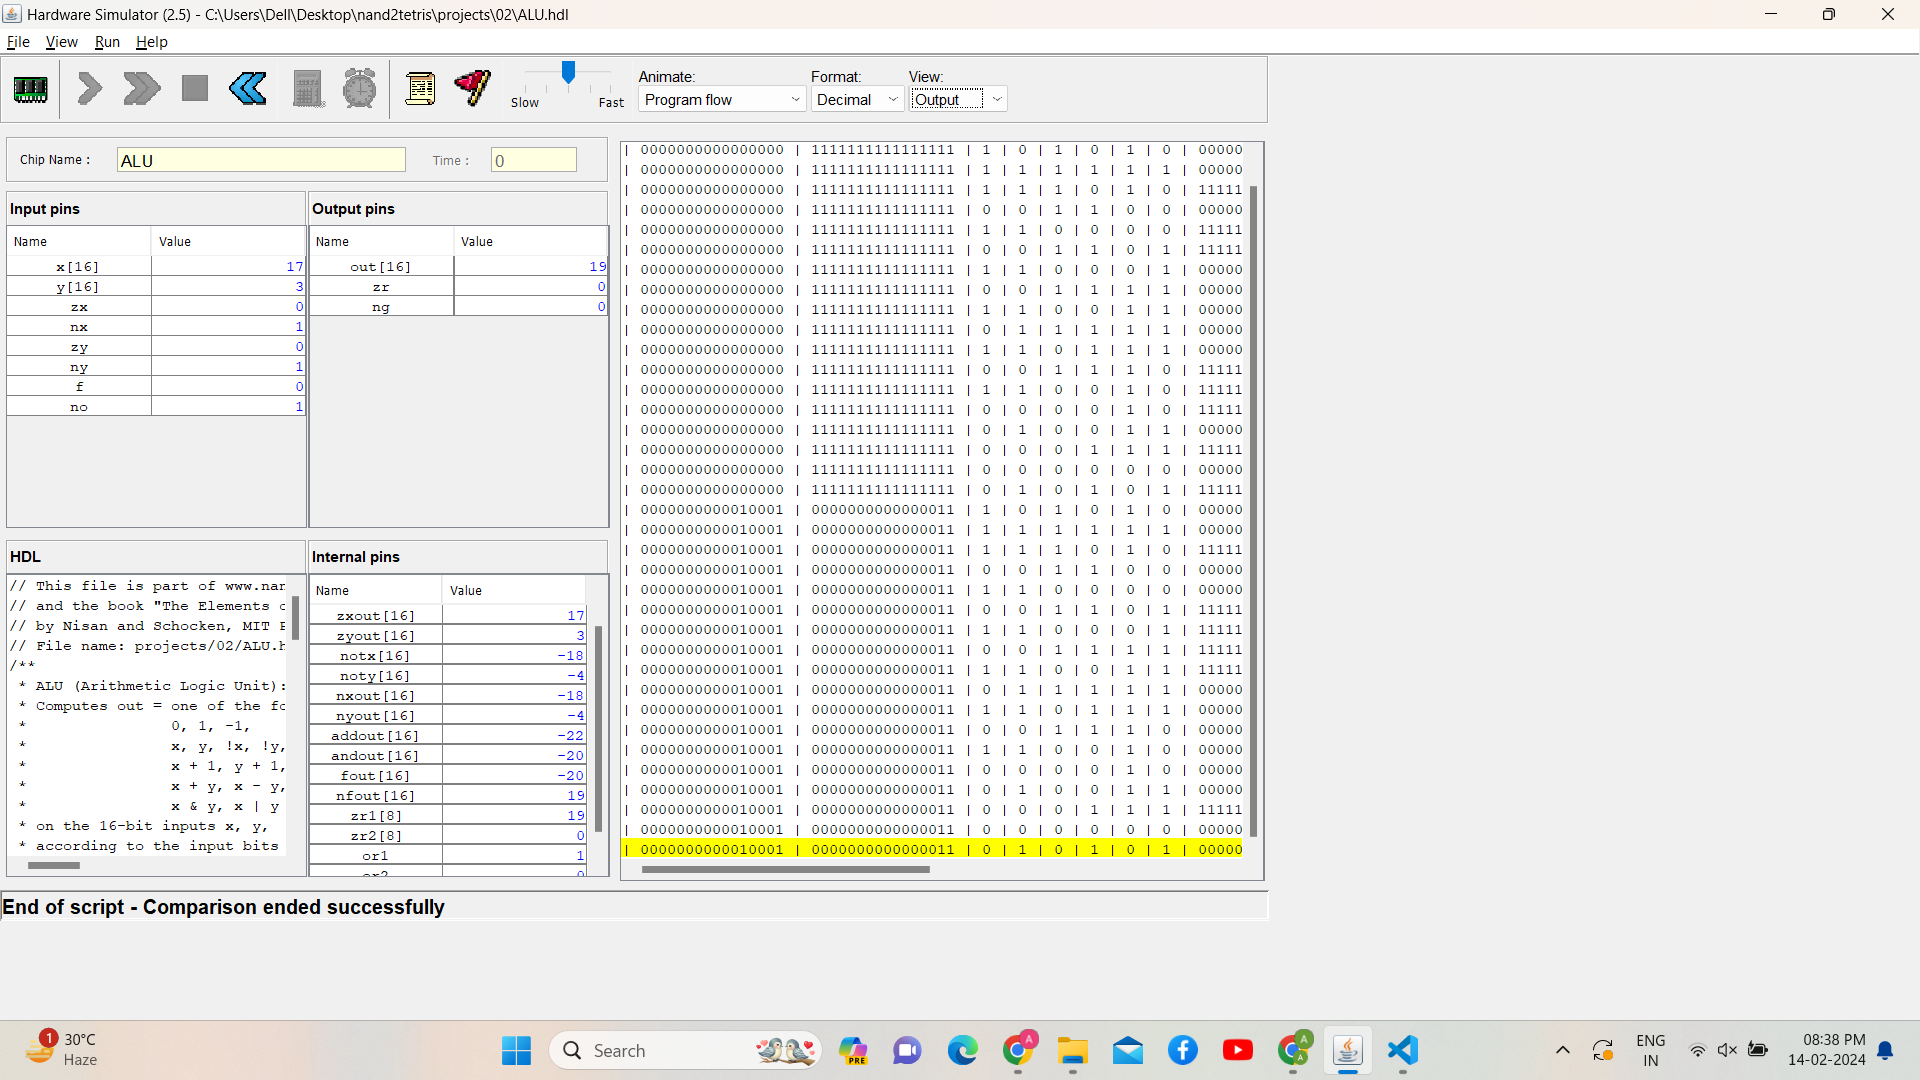 Hardware Simulator (2.5) - C:\Users\Dell\Desktop\nand2tetris\projects\02\ALU.hdl
File View Run Help
Slow Fast
Animate: Format: View:
Program flow Decimal Output
Chip Name : ALU Time : 0
Input pins
Name Value
x[16] 17
y[16] 3
zx 0
nx 1
zy 0
ny 1
f 0
no 1
Output pins
Name Value
out[16] 19
zr 0
ng 0
HDL
// This file is part of www.nan
// and the book "The Elements o
// by Nisan and Schocken, MIT P
// File name: projects/02/ALU.h
/**
* ALU (Arithmetic Logic Unit):
* Computes out = one of the fo
* 0, 1, -1,
* x, y, !x, !y,
* x + 1, y + 1,
* x + y, x - y,
* x & y, x | y
* on the 16-bit inputs x, y,
* according to the input bits
Internal pins
Name Value
zxout[16] 17
zyout[16] 3
notx[16] -18
noty[16] -4
nxout[16] -18
nyout[16] -4
addout[16] -22
andout[16] -20
fout[16] -20
nfout[16] 19
zr1[8] 19
zr2[8] 0
or1 1
or2 0
| 0000000000000000 | 1111111111111111 | 1 | 0 | 1 | 0 | 1 | 0 | 00000
| 0000000000000000 | 1111111111111111 | 1 | 1 | 1 | 1 | 1 | 1 | 00000
| 0000000000000000 | 1111111111111111 | 1 | 1 | 1 | 0 | 1 | 0 | 11111
| 0000000000000000 | 1111111111111111 | 0 | 0 | 1 | 1 | 0 | 0 | 00000
| 0000000000000000 | 1111111111111111 | 1 | 1 | 0 | 0 | 0 | 0 | 11111
| 0000000000000000 | 1111111111111111 | 0 | 0 | 1 | 1 | 0 | 1 | 11111
| 0000000000000000 | 1111111111111111 | 1 | 1 | 0 | 0 | 0 | 1 | 00000
| 0000000000000000 | 1111111111111111 | 0 | 0 | 1 | 1 | 1 | 1 | 00000
| 0000000000000000 | 1111111111111111 | 1 | 1 | 0 | 0 | 1 | 1 | 00000
| 0000000000000000 | 1111111111111111 | 0 | 1 | 1 | 1 | 1 | 1 | 00000
| 0000000000000000 | 1111111111111111 | 1 | 1 | 0 | 1 | 1 | 1 | 00000
| 0000000000000000 | 1111111111111111 | 0 | 0 | 1 | 1 | 1 | 0 | 11111
| 0000000000000000 | 1111111111111111 | 1 | 1 | 0 | 0 | 1 | 0 | 11111
| 0000000000000000 | 1111111111111111 | 0 | 0 | 0 | 0 | 1 | 0 | 11111
| 0000000000000000 | 1111111111111111 | 0 | 1 | 0 | 0 | 1 | 1 | 00000
| 0000000000000000 | 1111111111111111 | 0 | 0 | 0 | 1 | 1 | 1 | 11111
| 0000000000000000 | 1111111111111111 | 0 | 0 | 0 | 0 | 0 | 0 | 00000
| 0000000000000000 | 1111111111111111 | 0 | 1 | 0 | 1 | 0 | 1 | 11111
| 0000000000010001 | 0000000000000011 | 1 | 0 | 1 | 0 | 1 | 0 | 00000
| 0000000000010001 | 0000000000000011 | 1 | 1 | 1 | 1 | 1 | 1 | 00000
| 0000000000010001 | 0000000000000011 | 1 | 1 | 1 | 0 | 1 | 0 | 11111
| 0000000000010001 | 0000000000000011 | 0 | 0 | 1 | 1 | 0 | 0 | 00000
| 0000000000010001 | 0000000000000011 | 1 | 1 | 0 | 0 | 0 | 0 | 00000
| 0000000000010001 | 0000000000000011 | 0 | 0 | 1 | 1 | 0 | 1 | 11111
| 0000000000010001 | 0000000000000011 | 1 | 1 | 0 | 0 | 0 | 1 | 11111
| 0000000000010001 | 0000000000000011 | 0 | 0 | 1 | 1 | 1 | 1 | 11111
| 0000000000010001 | 0000000000000011 | 1 | 1 | 0 | 0 | 1 | 1 | 11111
| 0000000000010001 | 0000000000000011 | 0 | 1 | 1 | 1 | 1 | 1 | 00000
| 0000000000010001 | 0000000000000011 | 1 | 1 | 0 | 1 | 1 | 1 | 00000
| 0000000000010001 | 0000000000000011 | 0 | 0 | 1 | 1 | 1 | 0 | 00000
| 0000000000010001 | 0000000000000011 | 1 | 1 | 0 | 0 | 1 | 0 | 00000
| 0000000000010001 | 0000000000000011 | 0 | 0 | 0 | 0 | 1 | 0 | 00000
| 0000000000010001 | 0000000000000011 | 0 | 1 | 0 | 0 | 1 | 1 | 00000
| 0000000000010001 | 0000000000000011 | 0 | 0 | 0 | 1 | 1 | 1 | 11111
| 0000000000010001 | 0000000000000011 | 0 | 0 | 0 | 0 | 0 | 0 | 00000
| 0000000000010001 | 0000000000000011 | 0 | 1 | 0 | 1 | 0 | 1 | 00000
End of script - Comparison ended successfully
1
30°C
Haze
Search
PRE
A
A
A
ENG
IN
08:38 PM
14-02-2024